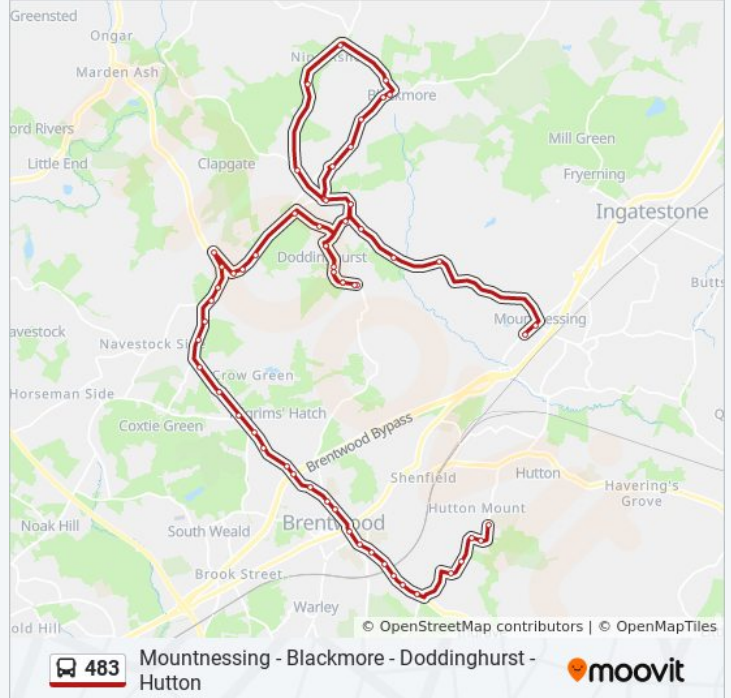 Greensted
Ongar
Marden Ash
Blackmore
ord Rivers
Little End
Clapgate
Mill Green
Fryerning
Ingatestone
Doddinghurst
Butts
Mountnessing
avestock
Navestock Si
Crow Green
Horseman Side
grims' Hatch
Coxtie Green
Brentwood Bypass
Shenfield
Hutton
Havering's
Grove
Hutton Mount
Noak Hill
South Weald
Brentwood
Brook Street
Warley
old Hill
© OpenStreetMap contributors | © OpenMapTiles
483
Mountnessing - Blackmore - Doddinghurst -
Hutton
moovit